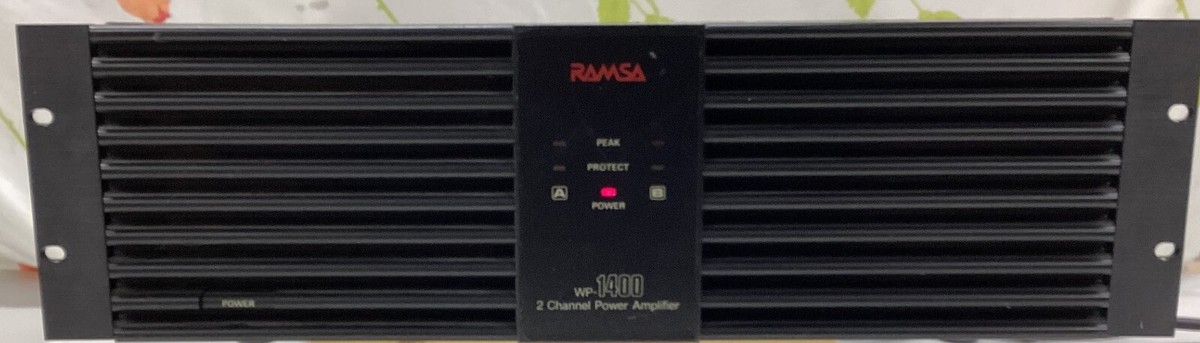 RAMSA
PEAK
PROTECT
A B
POWER
WP-1400
2 Channel Power Amplifier
POWER